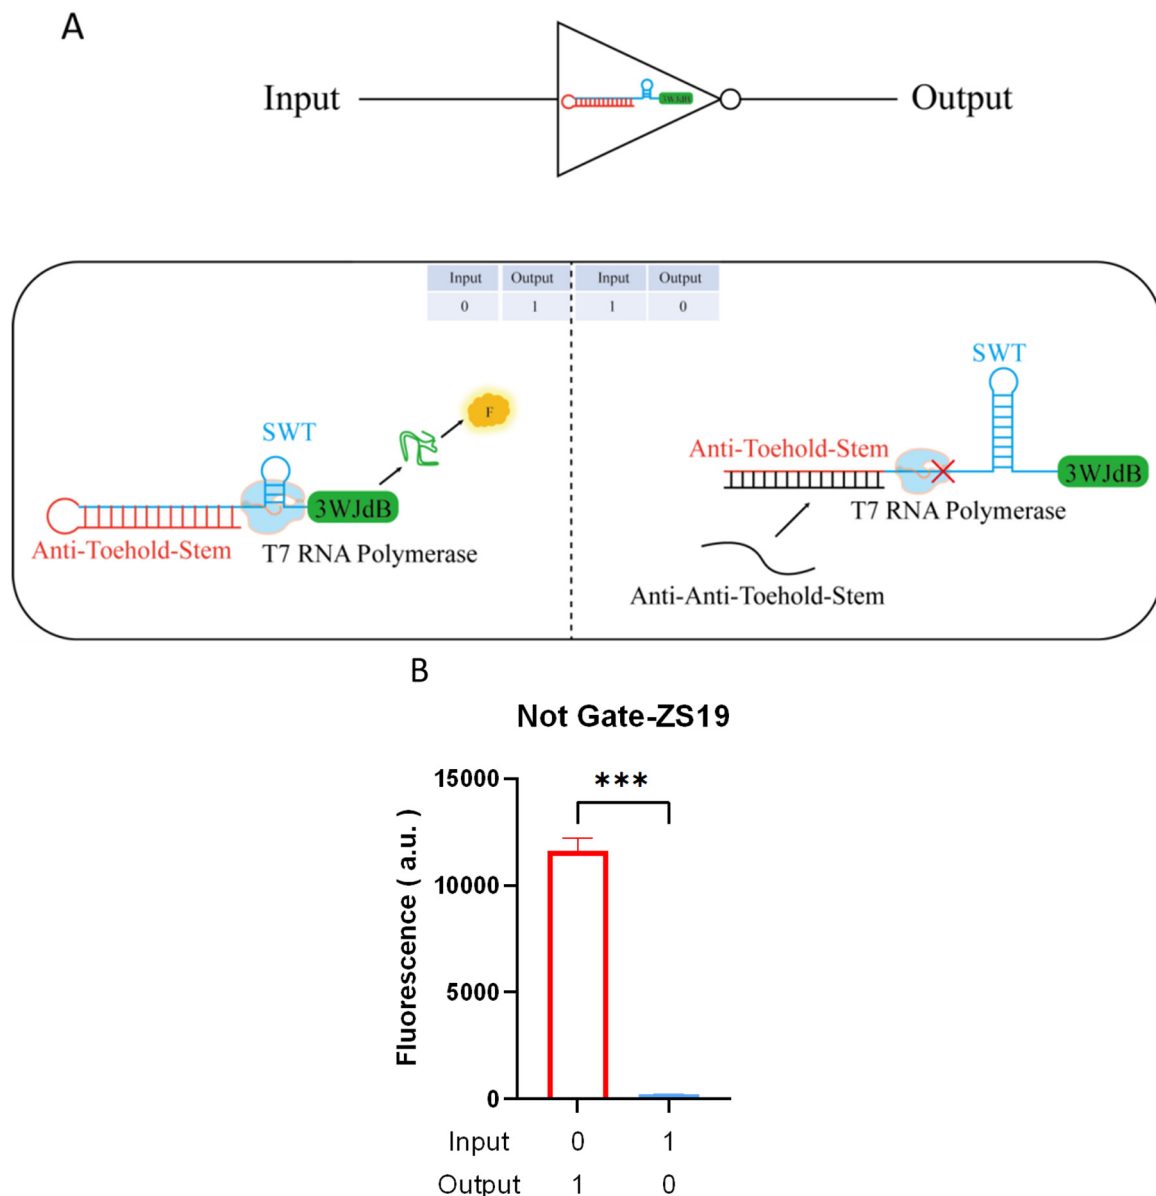 A
Input
3WJdB
Output
Input Output Input Output
0 1 1 0
SWT
F
SWT
Anti-Toehold-Stem
3WJdB
3WJdB
T7 RNA Polymerase
Anti-Toehold-Stem
T7 RNA Polymerase
Anti-Anti-Toehold-Stem
B
Not Gate-ZS19
Fluorescence ( a.u. )
15000
***
10000
5000
0
Input 0 1
Output 1 0